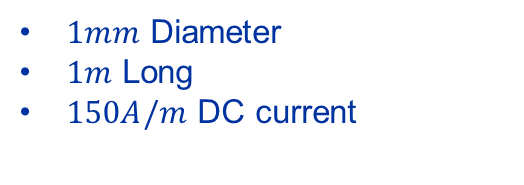 • 1mm Diameter
• 1m Long
• 150A/m DC current